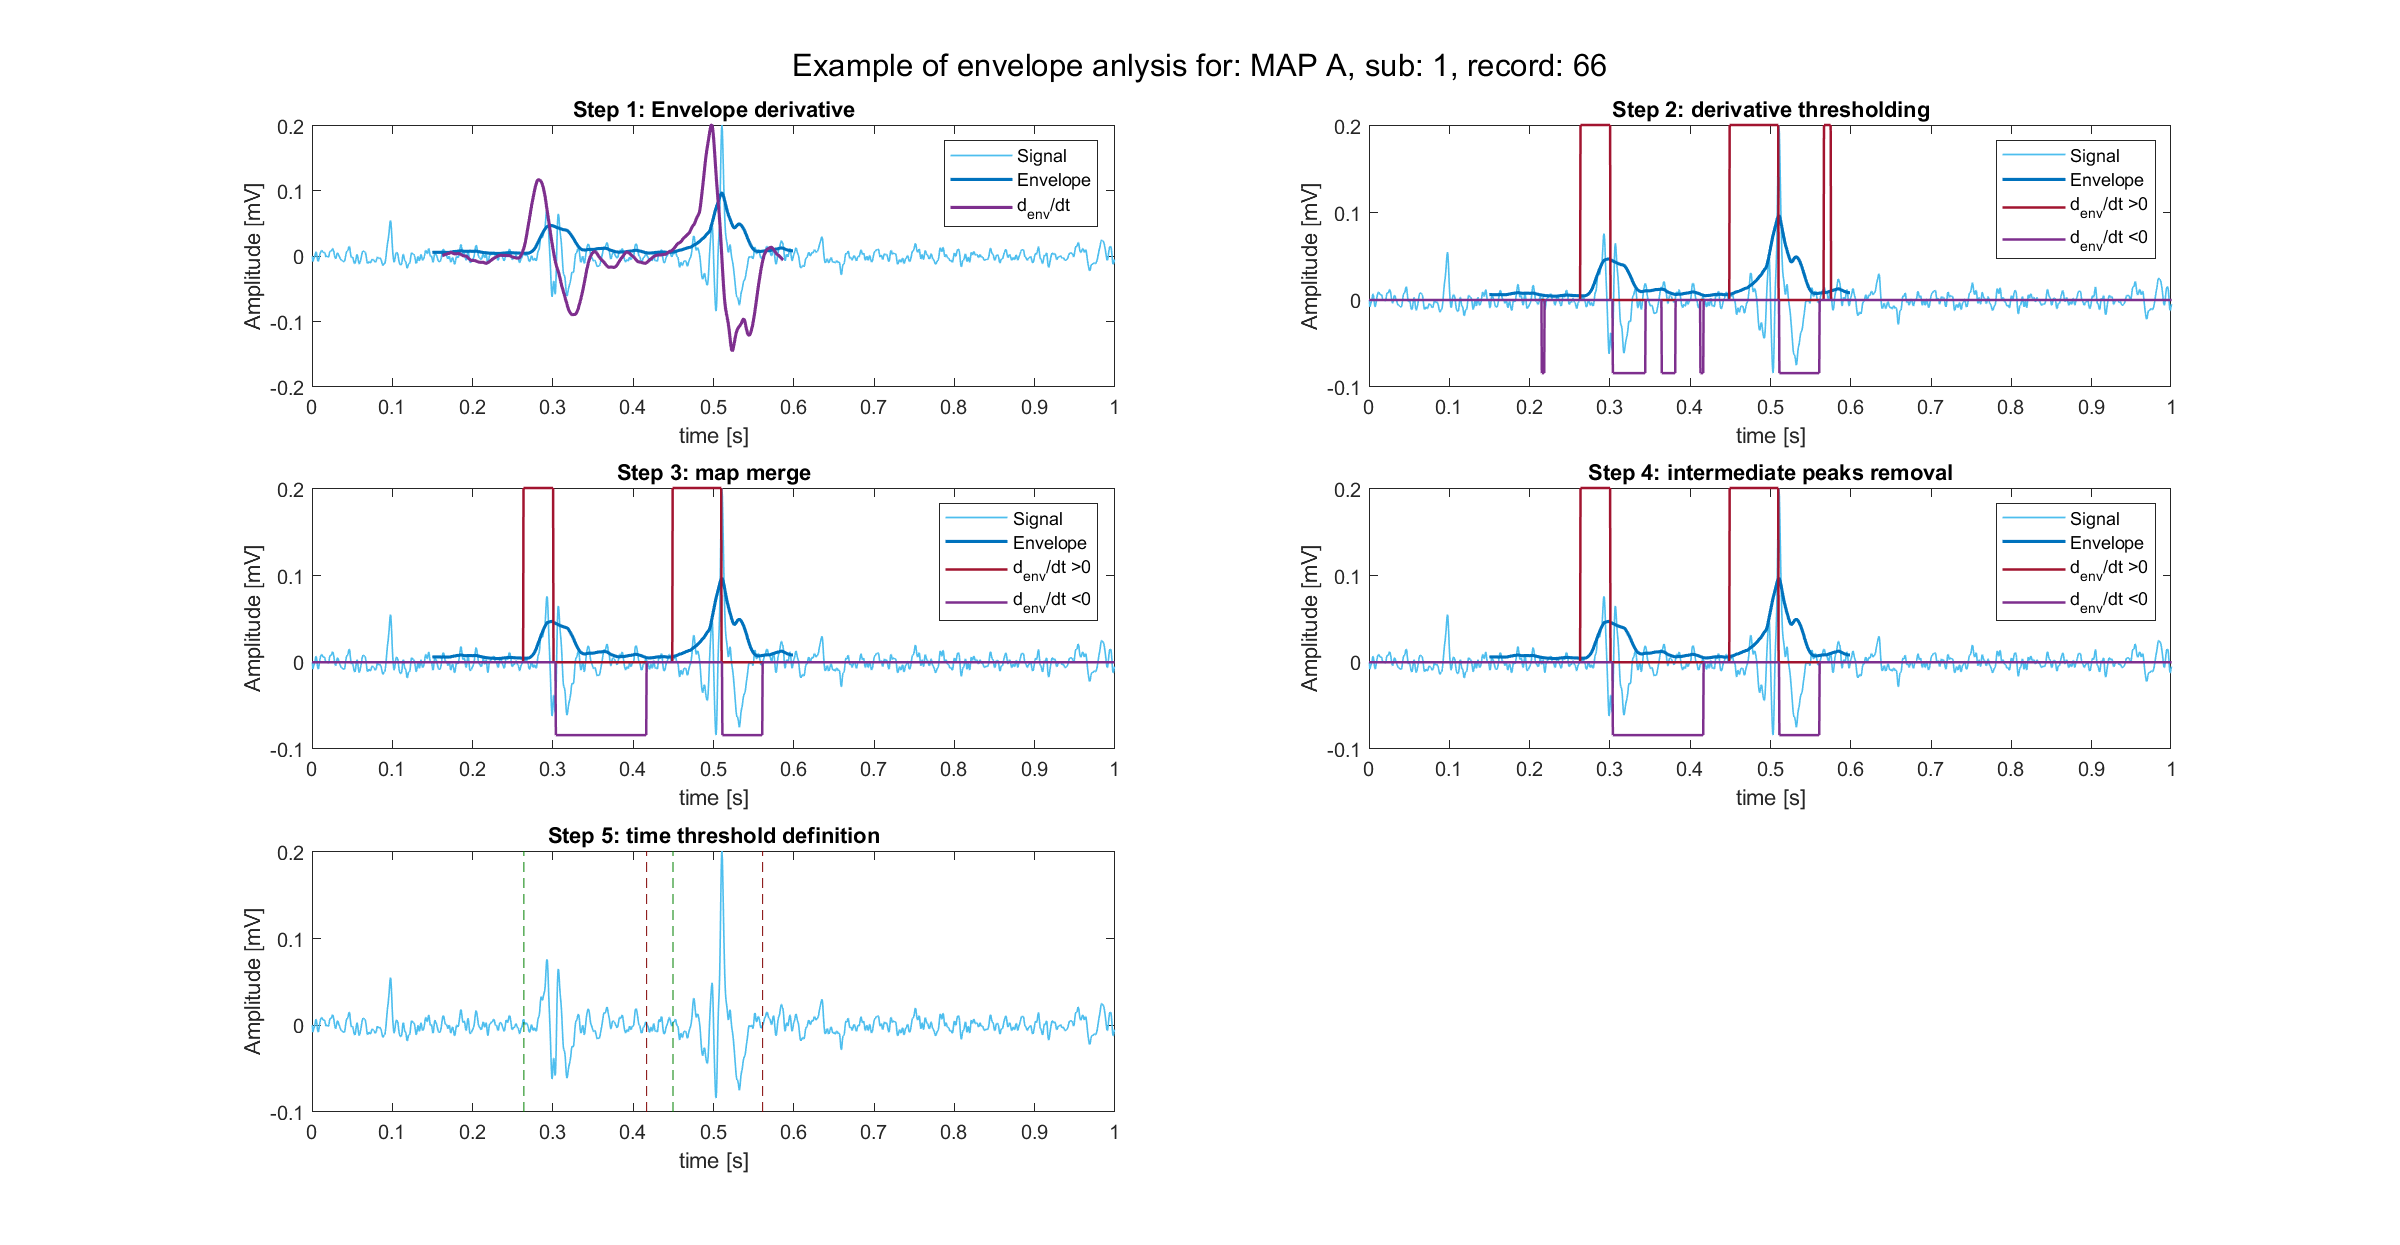 Example of envelope anlysis for: MAP A, sub: 1, record: 66
Step 1: Envelope derivative
0.2
0.1
0
-0.1
-0.2
Amplitude [mV]
Signal
Envelope
d_env/dt
0 0.1 0.2 0.3 0.4 0.5 0.6 0.7 0.8 0.9 1
time [s]
Step 2: derivative thresholding
0.2
0.1
0
-0.1
Amplitude [mV]
Signal
Envelope
d_env/dt >0
d_env/dt <0
0 0.1 0.2 0.3 0.4 0.5 0.6 0.7 0.8 0.9 1
time [s]
Step 3: map merge
0.2
0.1
0
-0.1
Amplitude [mV]
Signal
Envelope
d_env/dt >0
d_env/dt <0
0 0.1 0.2 0.3 0.4 0.5 0.6 0.7 0.8 0.9 1
time [s]
Step 4: intermediate peaks removal
0.2
0.1
0
-0.1
Amplitude [mV]
Signal
Envelope
d_env/dt >0
d_env/dt <0
0 0.1 0.2 0.3 0.4 0.5 0.6 0.7 0.8 0.9 1
time [s]
Step 5: time threshold definition
0.2
0.1
0
-0.1
Amplitude [mV]
0 0.1 0.2 0.3 0.4 0.5 0.6 0.7 0.8 0.9 1
time [s]